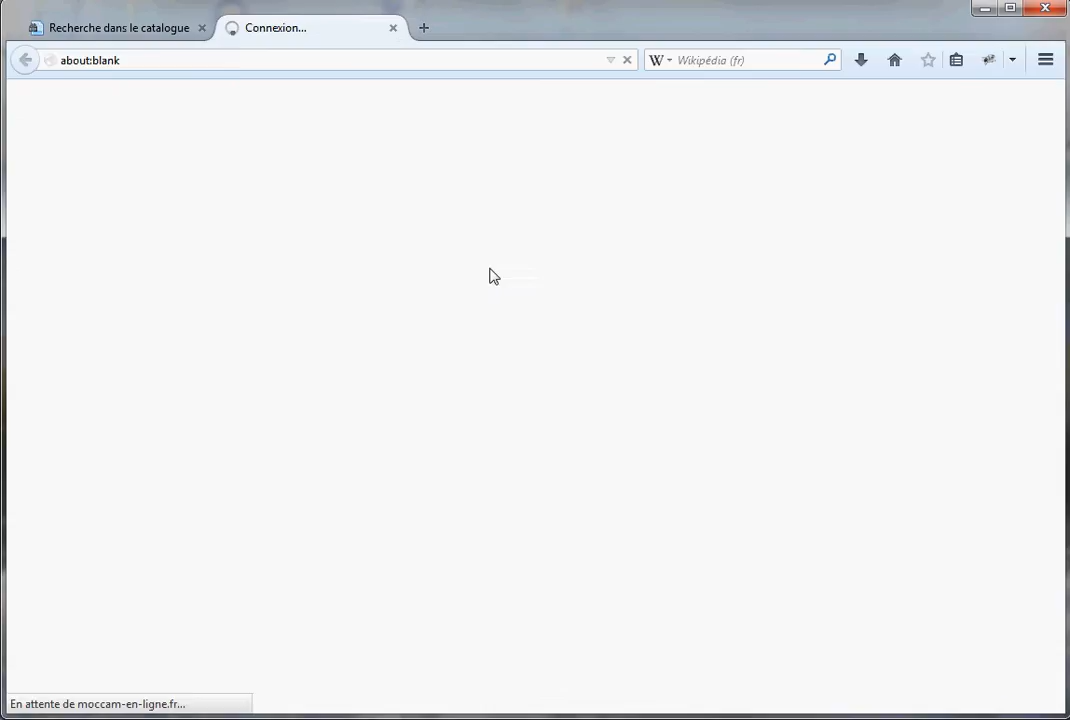 Recherche dans le catalogue
Connexion...
about:blank
W
Wikipédia (fr)
En attente de moccam-en-ligne.fr...